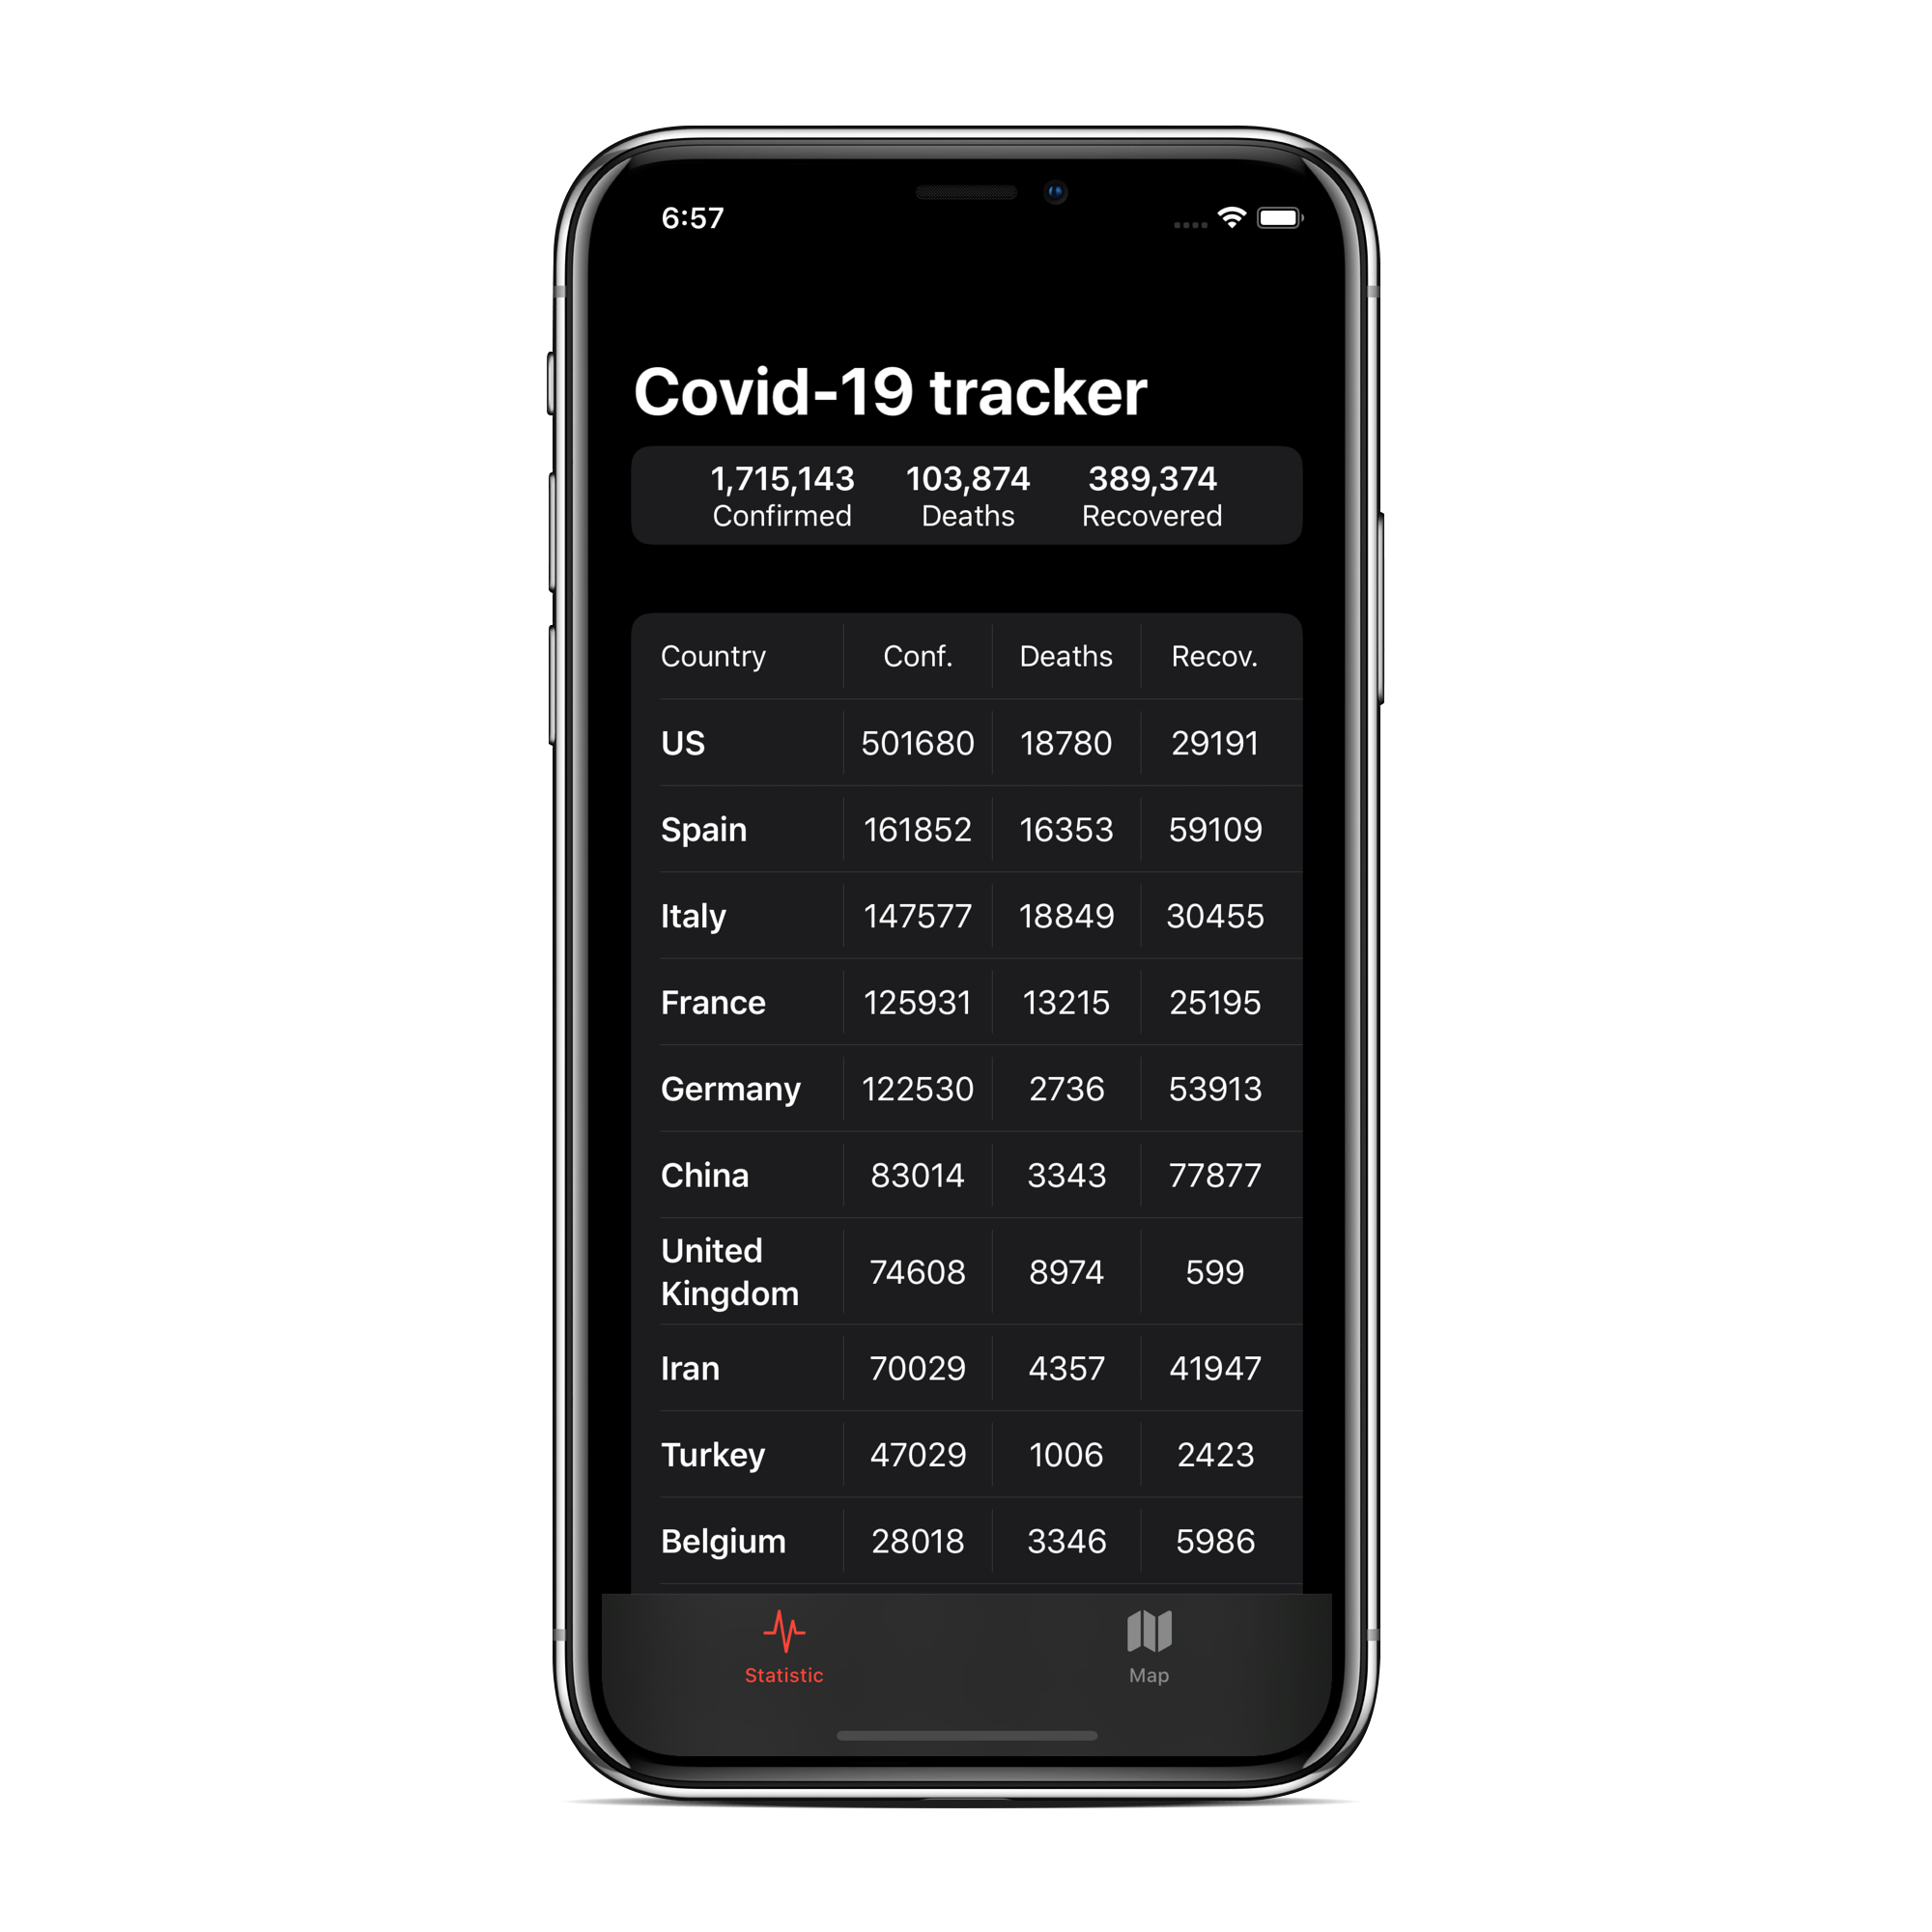 6:57
Covid-19 tracker
1,715,143 103,874 389,374
Confirmed Deaths Recovered
Country Conf. Deaths Recov.
US 501680 18780 29191
Spain 161852 16353 59109
Italy 147577 18849 30455
France 125931 13215 25195
Germany 122530 2736 53913
China 83014 3343 77877
United
Kingdom 74608 8974 599
Iran 70029 4357 41947
Turkey 47029 1006 2423
Belgium 28018 3346 5986
Statistic Map